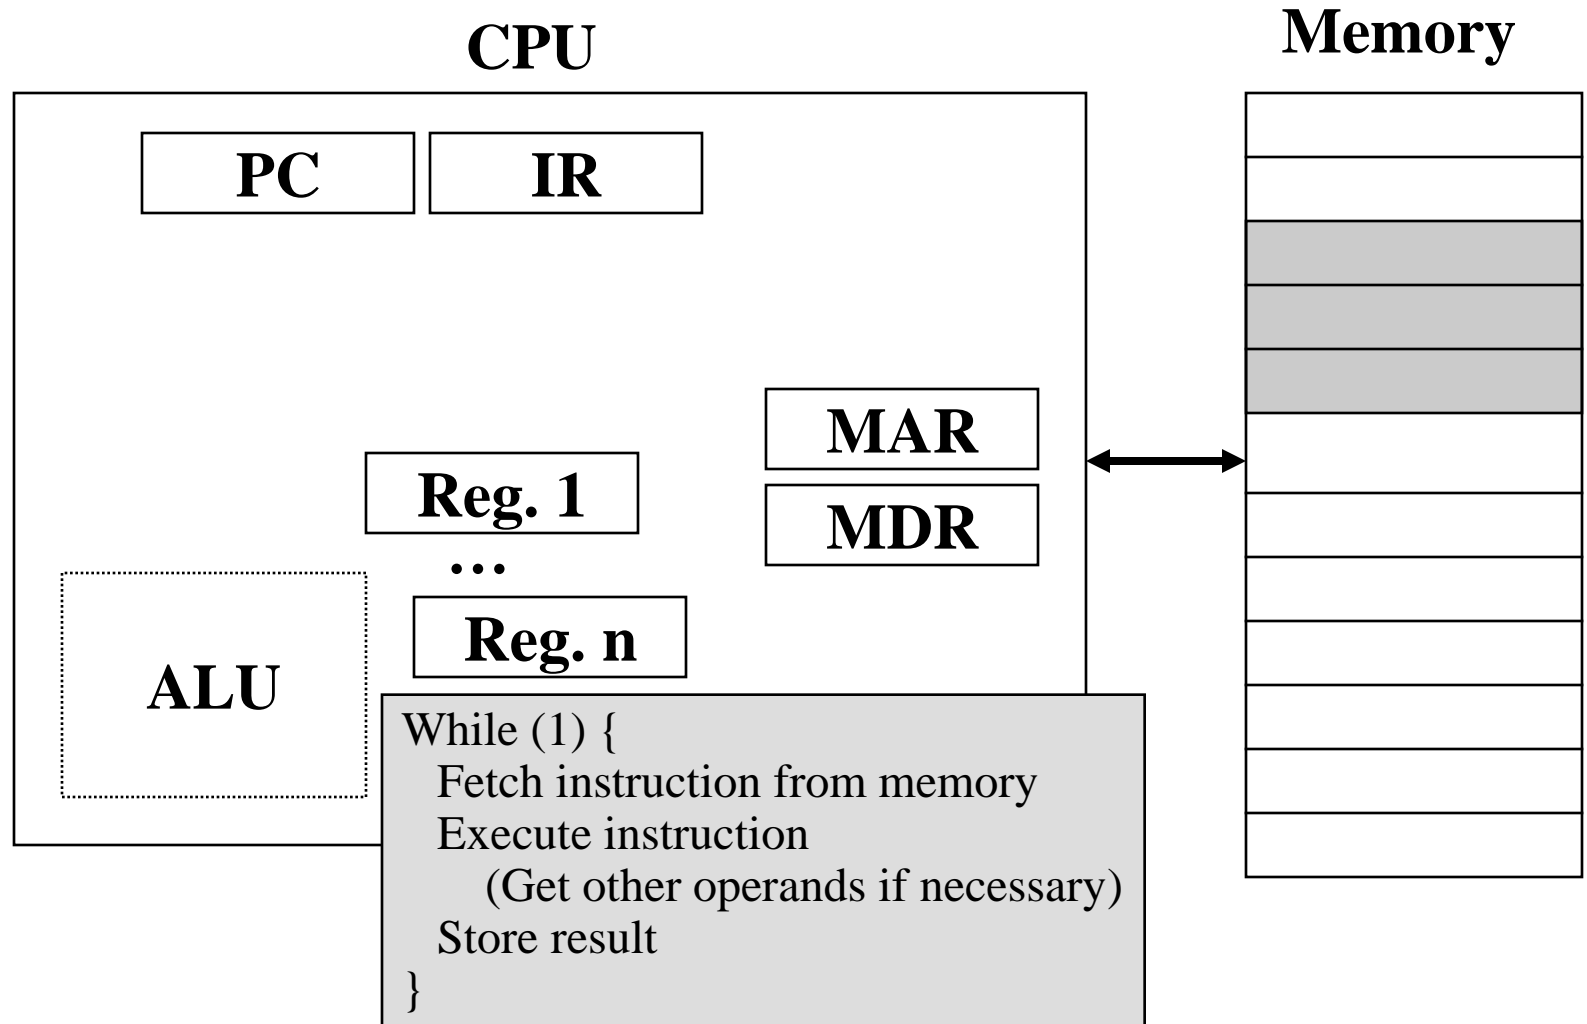 CPU
Memory
PC
IR
MAR
Reg. 1
MDR
...
Reg. n
ALU
While (1) {
Fetch instruction from memory
Execute instruction
(Get other operands if necessary)
Store result
}